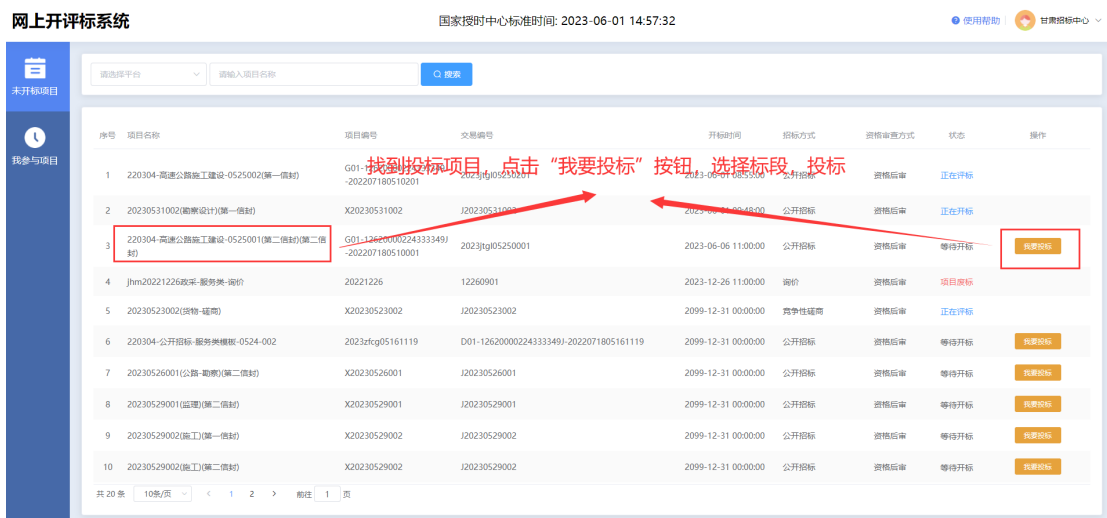 网上开评标系统 国家授时中心标准时间: 2023-06-01 14:57:32 使用帮助 甘肃招标中心
未开标项目
我参与项目
请选择平台 请输入项目名称 搜索
序号 项目名称 项目编号 交易编号 开标时间 招标方式 资格审查方式 状态 操作
找到投标项目，点击“我要投标”按钮，选择标段，投标
1 220304-高速公路施工建设-0525002(第一信封) 2023jtgl05250201 2023-06-01 08:55:00 公开招标 资格后审 正在评标
-202207180510201
2 20230531002(勘察设计)(第一信封) X20230531002 J20230531002 公开招标 资格后审 正在开标
3 220304-高速公路施工建设-0525001(第二信封)(第二信 G01-12620000224333349J 2023jtgl05250001 2023-06-06 11:00:00 公开招标 资格后审 等待开标 我要投标
封) -202207180510001
4 jhm20221226政采-服务类-询价 20221226 12260901 2023-12-26 11:00:00 询价 资格后审 项目废标
5 20230523002(货物-磋商) X20230523002 J20230523002 2099-12-31 00:00:00 竞争性磋商 资格后审 正在评标
6 220304-公开招标-服务类模板-0524-002 2023zfcg05161119 D01-12620000224333349J-2022071805161119 2099-12-31 00:00:00 公开招标 资格后审 等待开标 我要投标
7 20230526001(公路-勘察)(第二信封) X20230526001 J20230526001 2099-12-31 00:00:00 公开招标 资格后审 等待开标 我要投标
8 20230529001(监理)(第二信封) X20230529001 J20230529001 2099-12-31 00:00:00 公开招标 资格后审 等待开标 我要投标
9 20230529002(施工)(第一信封) X20230529002 J20230529002 2099-12-31 00:00:00 公开招标 资格后审 等待开标 我要投标
10 20230529002(施工)(第二信封) X20230529002 J20230529002 2099-12-31 00:00:00 公开招标 资格后审 等待开标 我要投标
共 20 条 10条/页 < 1 2 > 前往 1 页